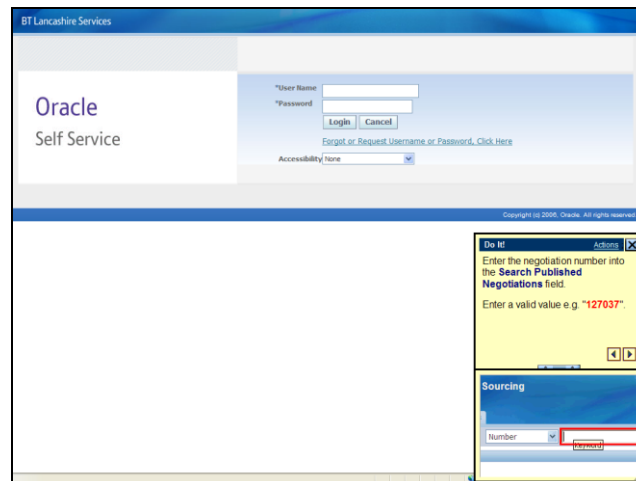 BT Lancashire Services
Oracle
Self Service
*User Name
*Password
Login Cancel
Forgot or Request Username or Password, Click Here
Accessibility None
Copyright (c) 2006, Oracle. All rights reserved.
Do It! Actions X
Enter the negotiation number into
the Search Published
Negotiations field.
Enter a valid value e.g. "127037".
Sourcing
Number
Keyword